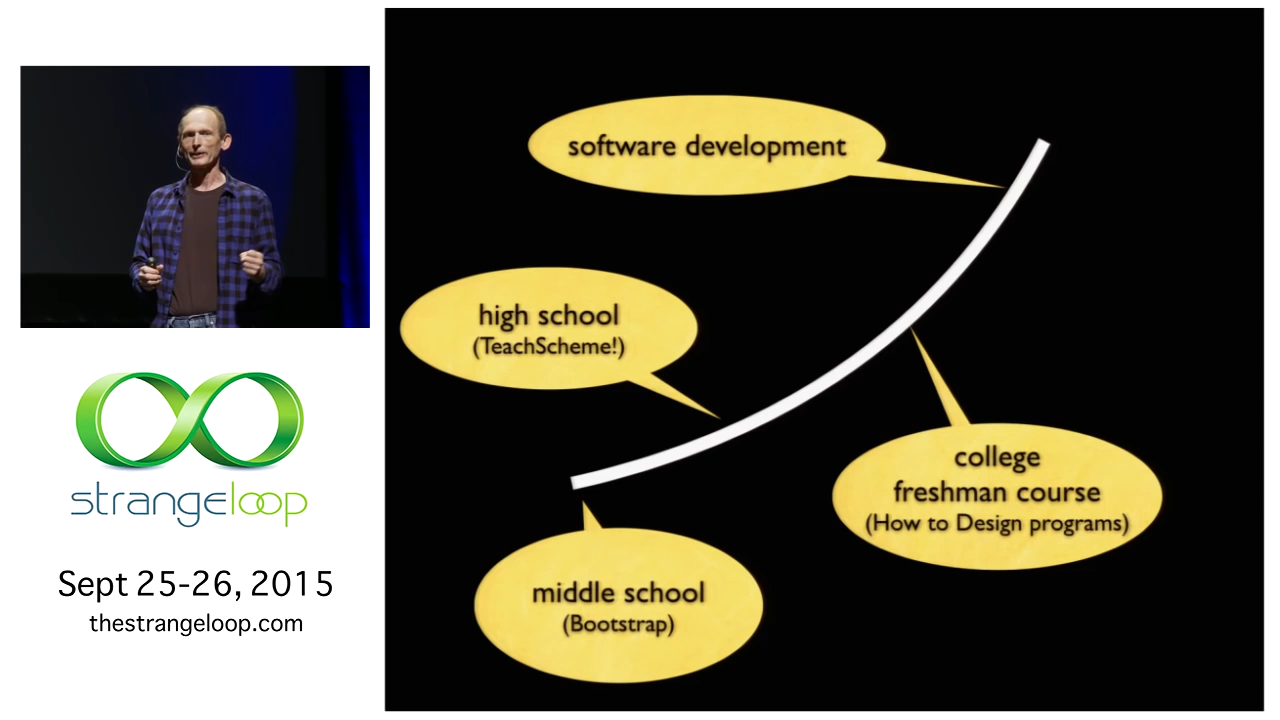 strangeloop
Sept 25-26, 2015
thestrangeloop.com
software development
high school
(TeachScheme!)
college
freshman course
(How to Design programs)
middle school
(Bootstrap)